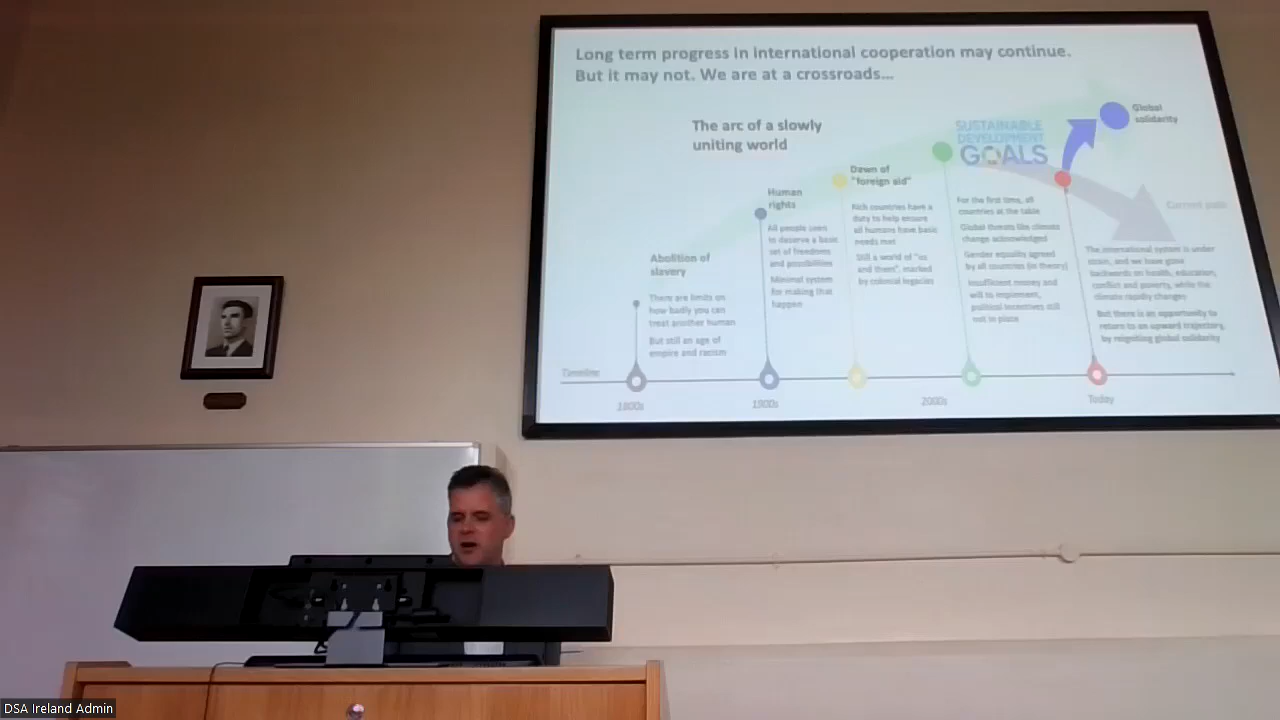 Long term progress in international cooperation may continue.
But it may not. We are at a crossroads...
The arc of a slowly
uniting world
Abolition of
slavery
There are limits on
how badly you can
treat another human
But still an age of
empire and racism
Human
rights
All people seen
to deserve a basic
set of freedoms
and possibilities
Minimal system
for making that
happen
Dawn of
"foreign aid"
Rich countries have a
duty to help ensure
all humans have basic
needs met
Still a world of "us
and them", marked
by colonial legacies
SUSTAINABLE
DEVELOPMENT
GOALS
For the first time, all
countries at the table
Global threats like climate
change acknowledged
Gender equality agreed
by all countries (in theory)
Insufficient money and
will to implement,
political incentives still
not in place
Global
solidarity
Current path
The international system is under
strain, and we have gone
backwards on health, education,
conflict and poverty, while the
climate rapidly changes
But there is an opportunity to
return to an upward trajectory,
by reigniting global solidarity
Timeline
1800s
1900s
2000s
Today
DSA Ireland Admin